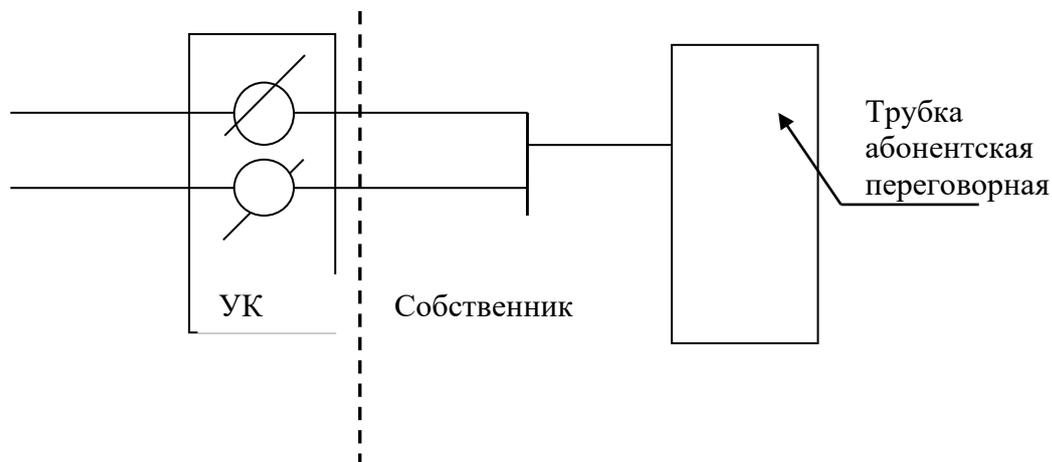 Трубка
абонентская
переговорная
УК
Собственник